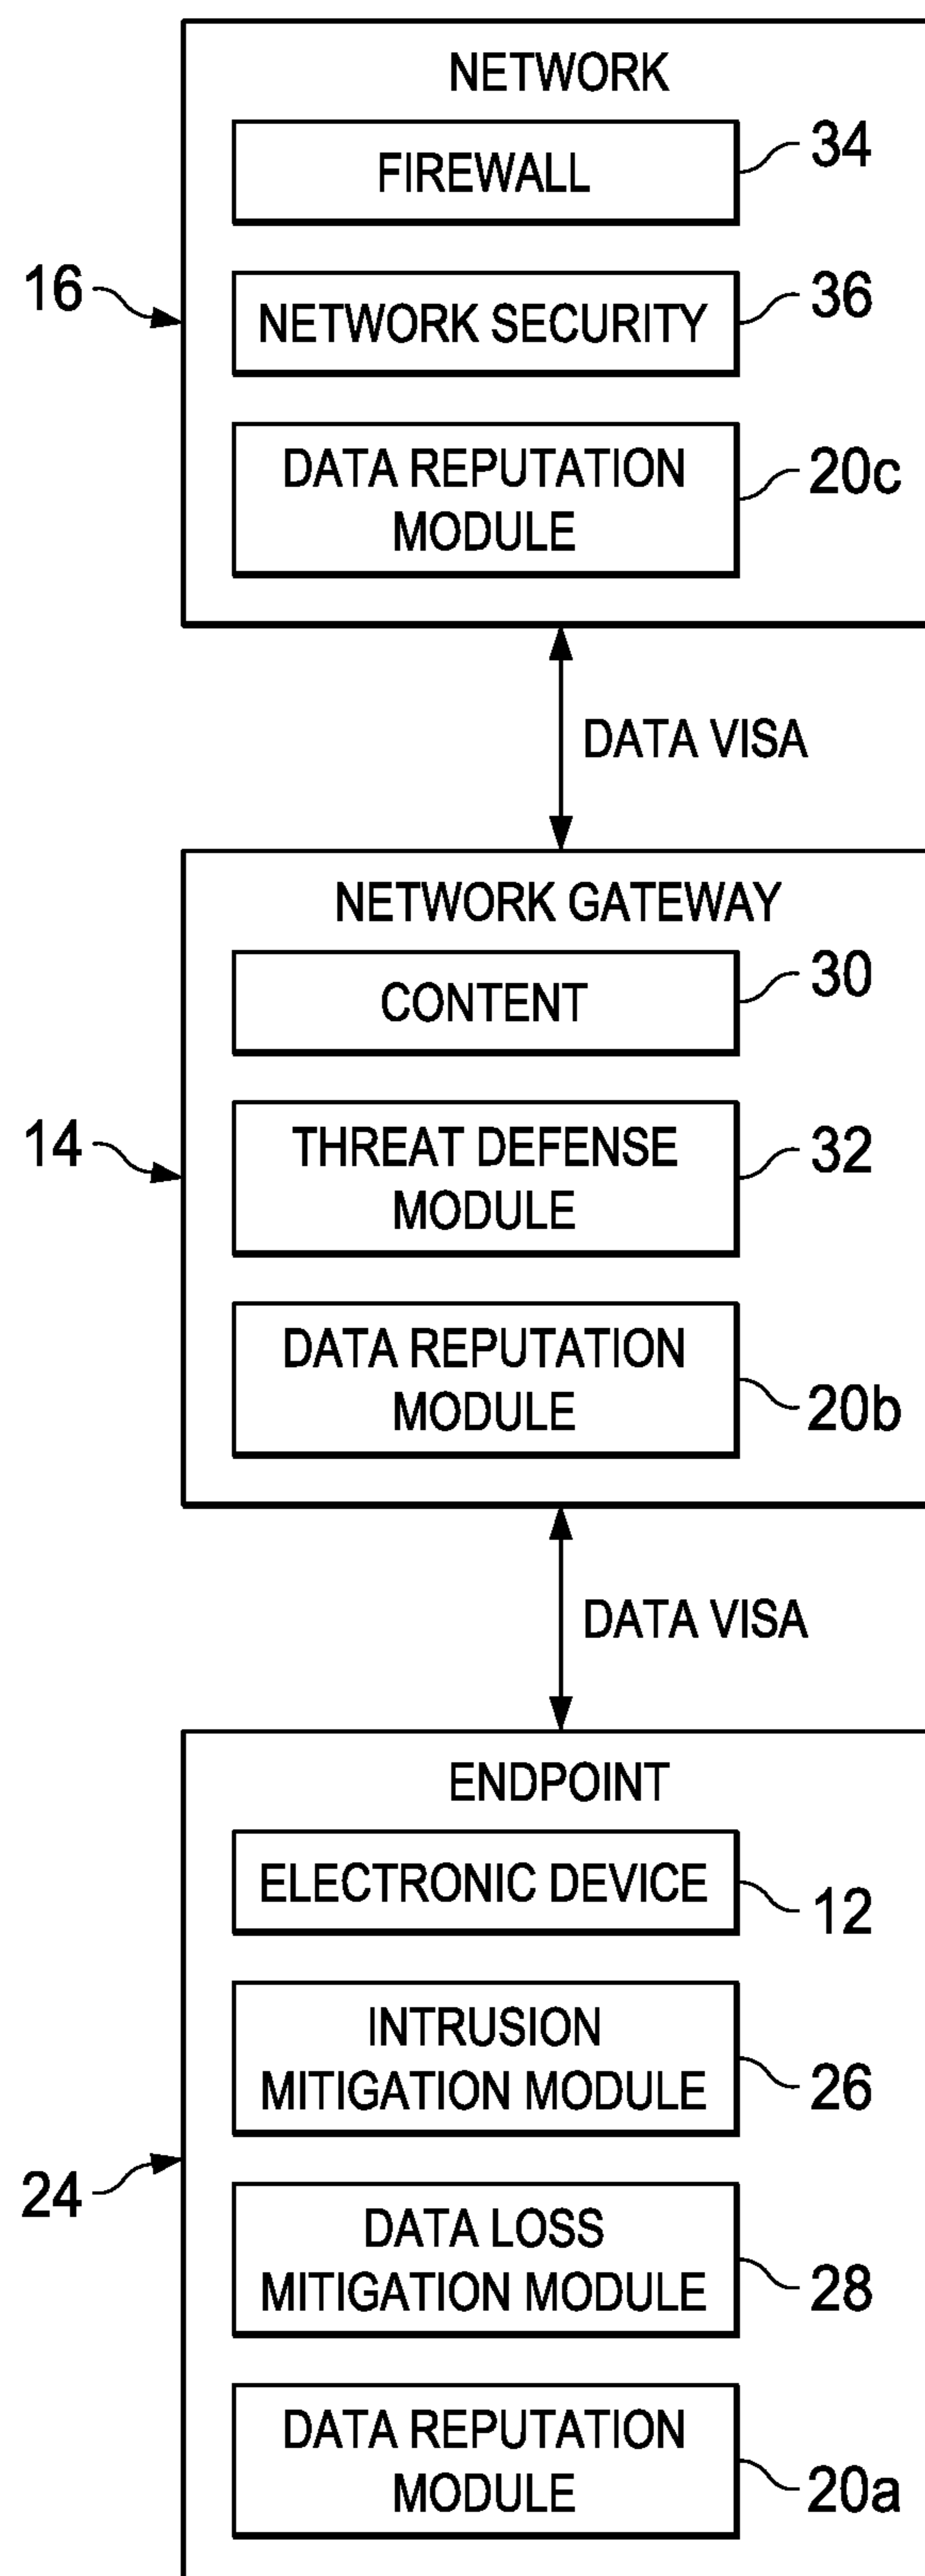 NETWORK
FIREWALL
34
16
NETWORK SECURITY
36
DATA REPUTATION
MODULE
20c
DATA VISA
NETWORK GATEWAY
CONTENT
30
14
THREAT DEFENSE
MODULE
32
DATA REPUTATION
MODULE
20b
DATA VISA
ENDPOINT
ELECTRONIC DEVICE
12
INTRUSION
MITIGATION MODULE
26
24
DATA LOSS
MITIGATION MODULE
28
DATA REPUTATION
MODULE
20a